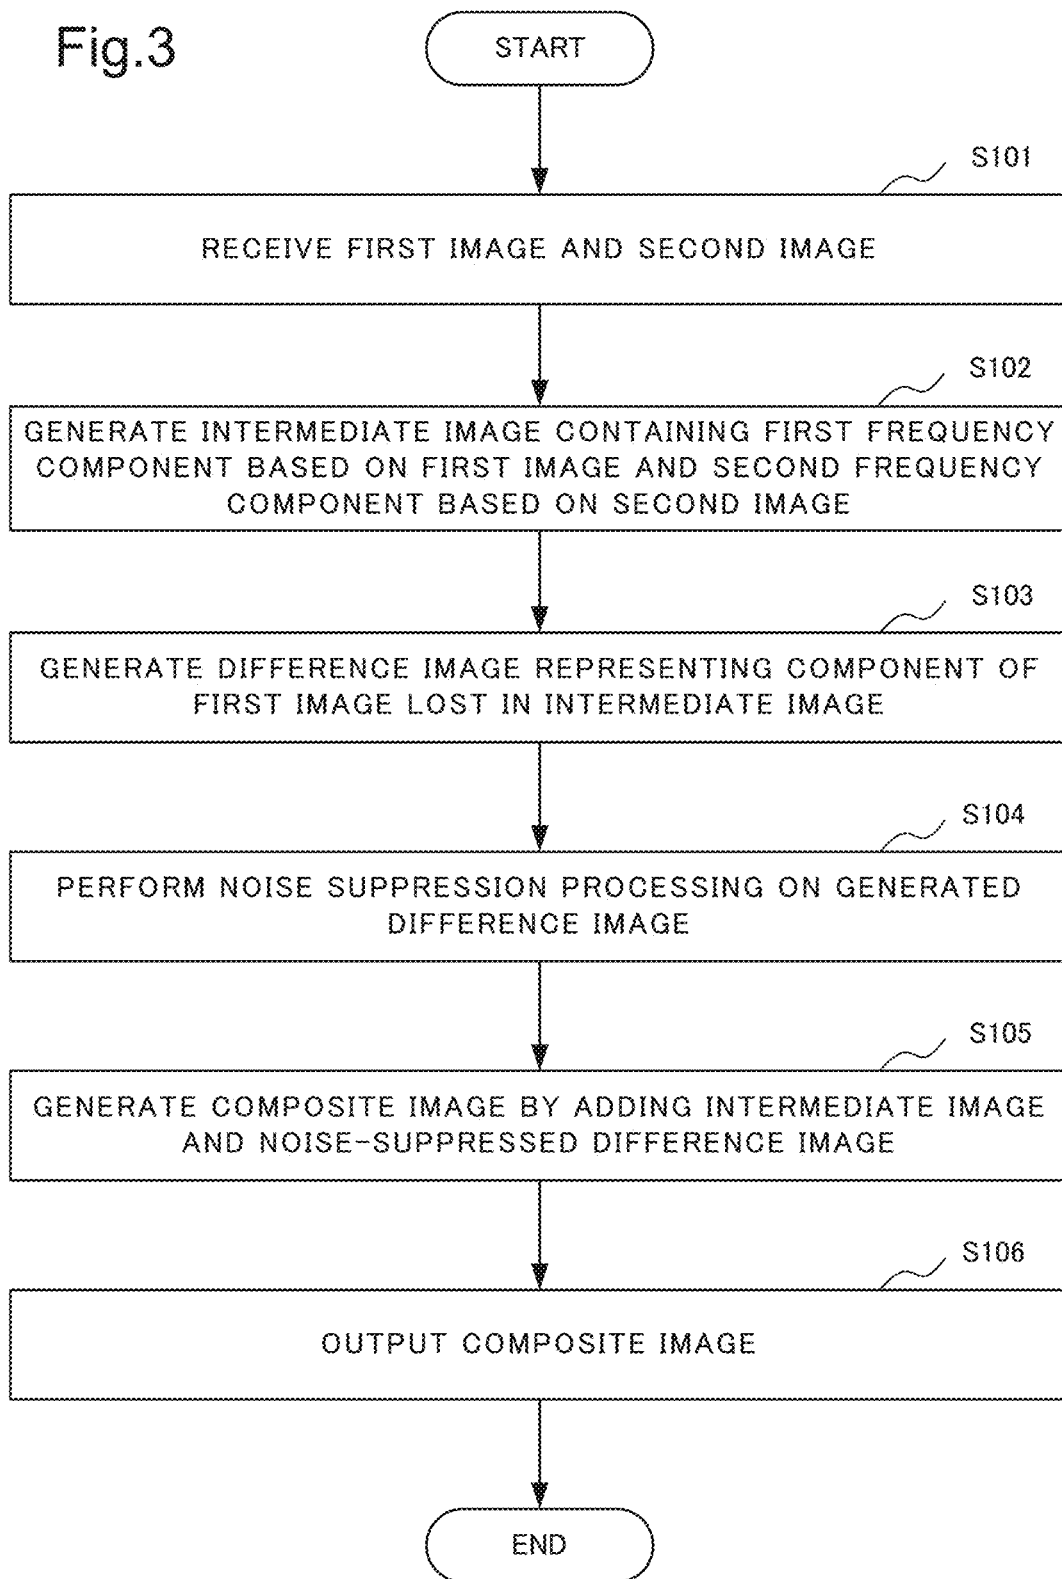 Fig.3
START
S101
RECEIVE FIRST IMAGE AND SECOND IMAGE
S102
GENERATE INTERMEDIATE IMAGE CONTAINING FIRST FREQUENCY
COMPONENT BASED ON FIRST IMAGE AND SECOND FREQUENCY
COMPONENT BASED ON SECOND IMAGE
S103
GENERATE DIFFERENCE IMAGE REPRESENTING COMPONENT OF
FIRST IMAGE LOST IN INTERMEDIATE IMAGE
S104
PERFORM NOISE SUPPRESSION PROCESSING ON GENERATED
DIFFERENCE IMAGE
S105
GENERATE COMPOSITE IMAGE BY ADDING INTERMEDIATE IMAGE
AND NOISE-SUPPRESSED DIFFERENCE IMAGE
S106
OUTPUT COMPOSITE IMAGE
END